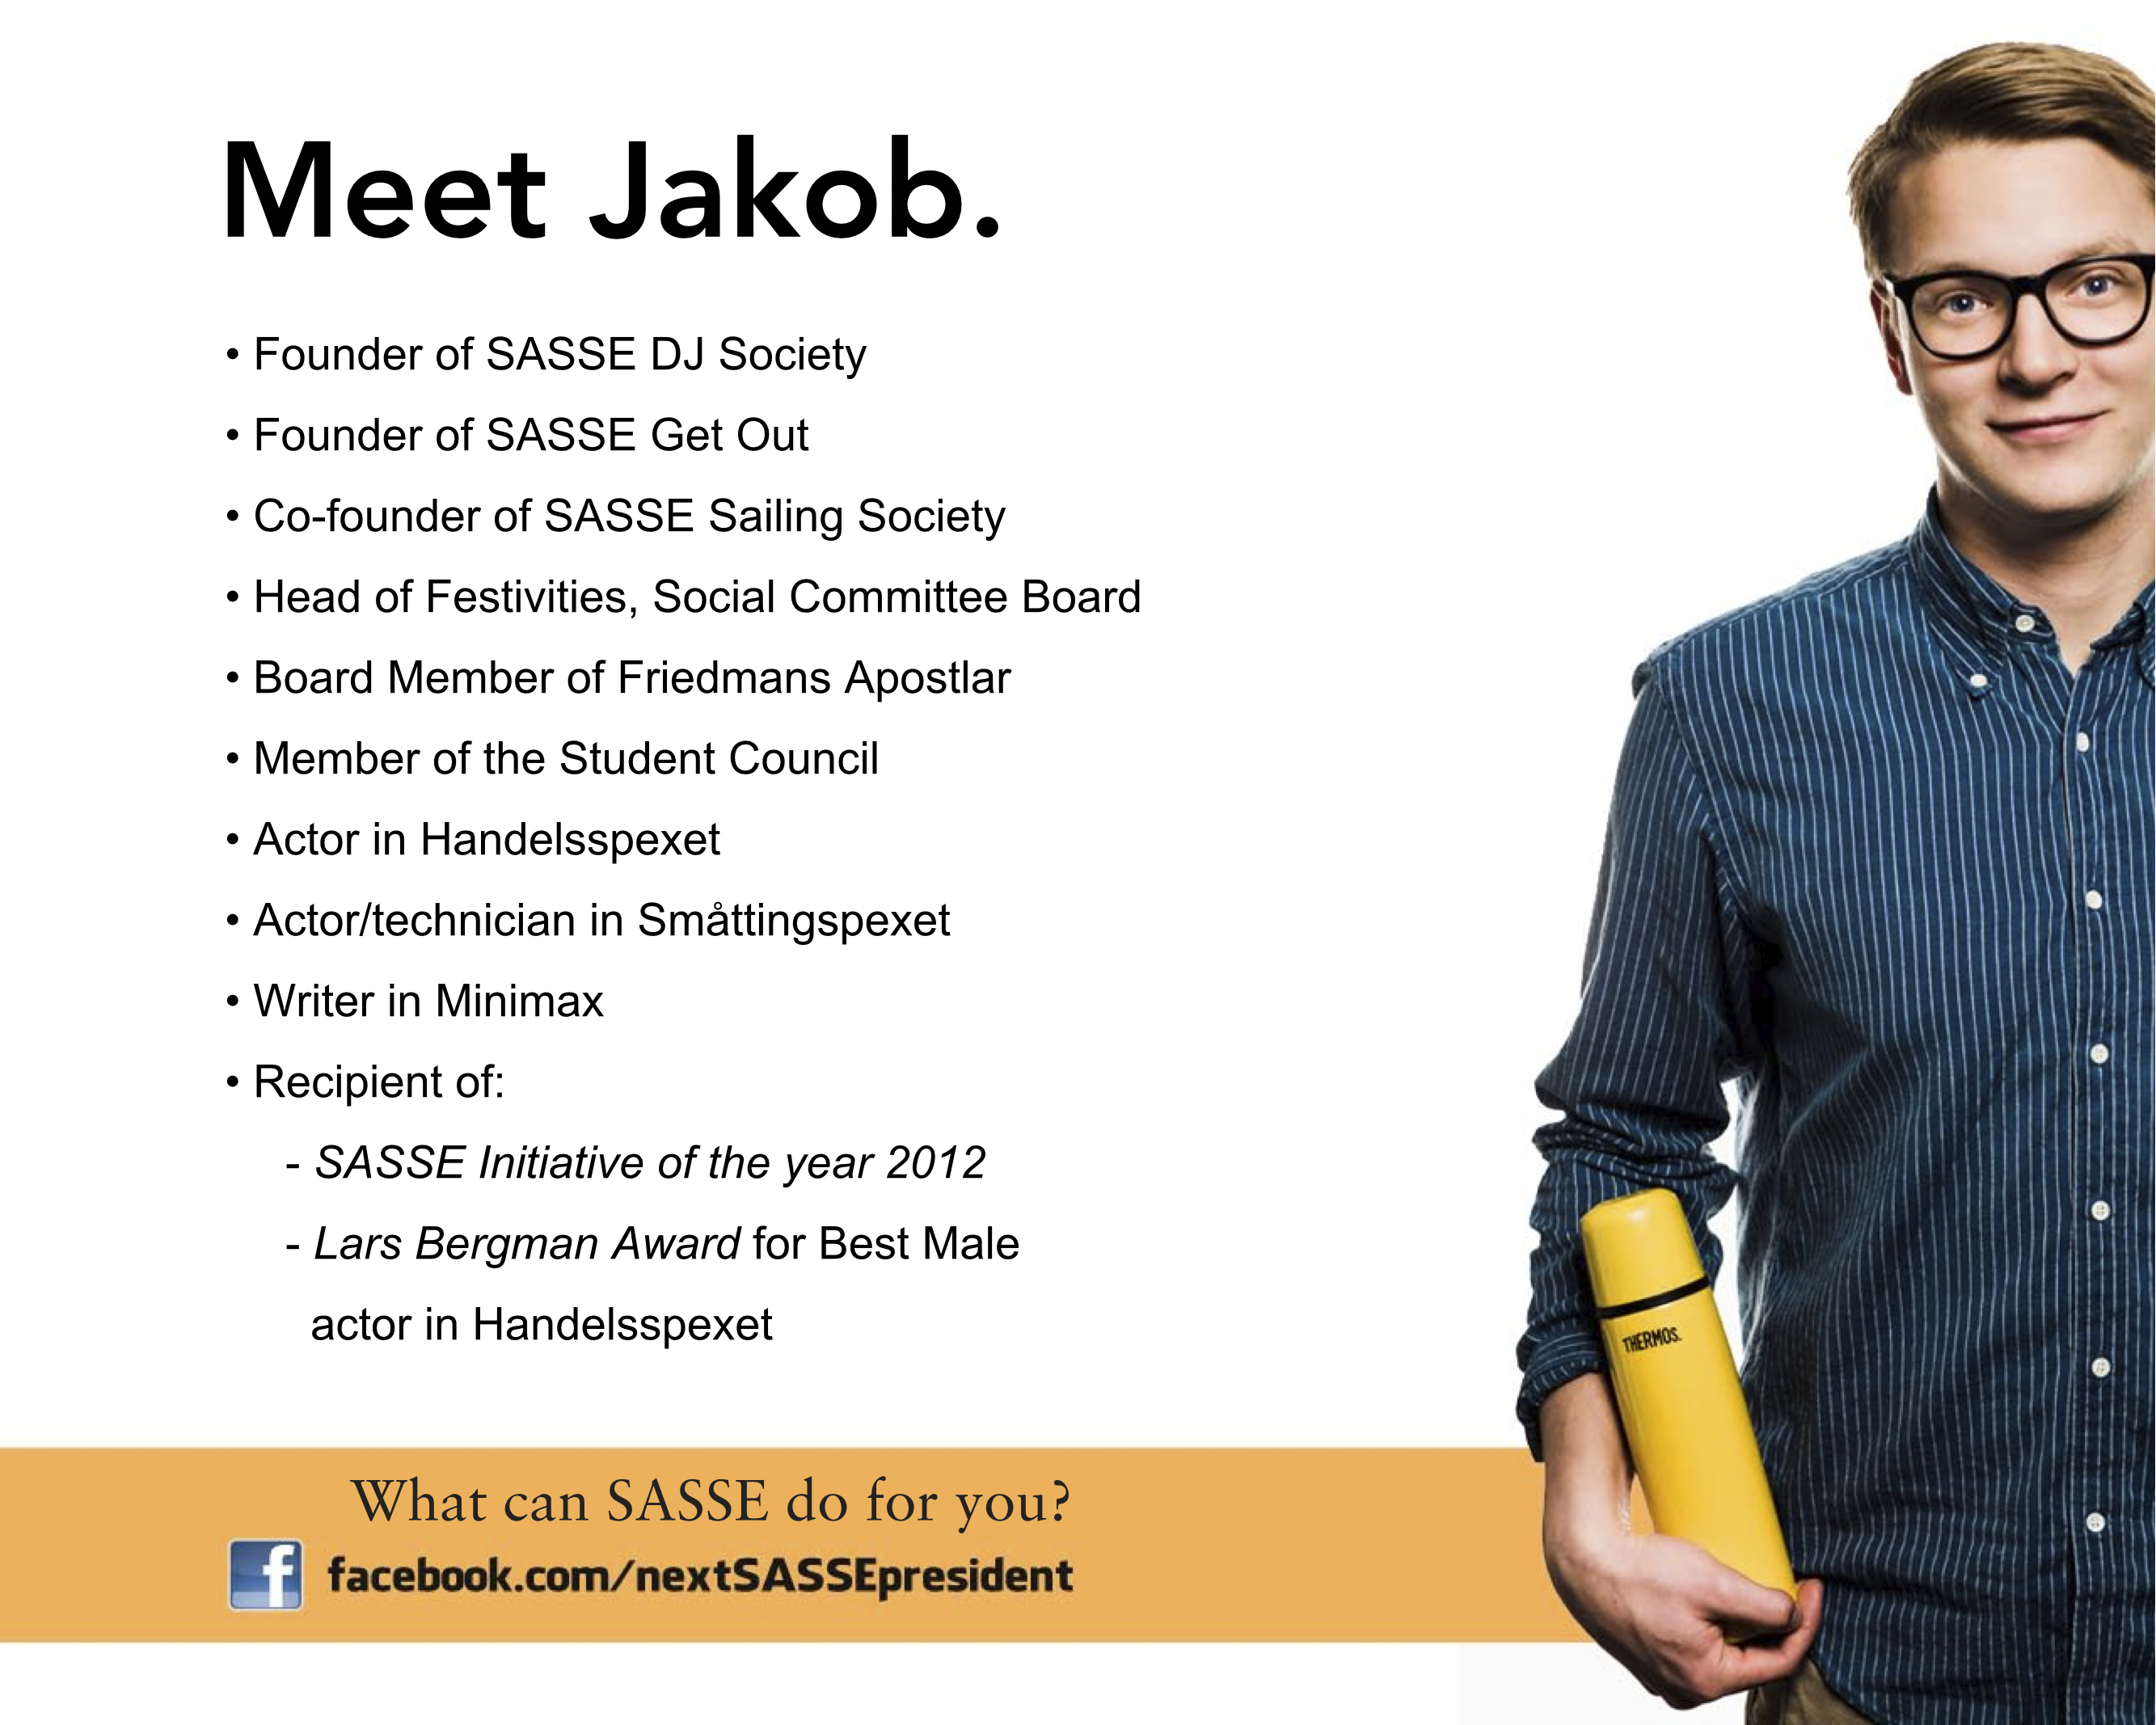 Meet Jakob.
• Founder of SASSE DJ Society
• Founder of SASSE Get Out
• Co-founder of SASSE Sailing Society
• Head of Festivities, Social Committee Board
• Board Member of Friedmans Apostlar
• Member of the Student Council
• Actor in Handelsspexet
• Actor/technician in Småttingspexet
• Writer in Minimax
• Recipient of:
- SASSE Initiative of the year 2012
- Lars Bergman Award for Best Male
actor in Handelsspexet
THERMOS.
What can SASSE do for you?
f facebook.com/nextSASSEpresident